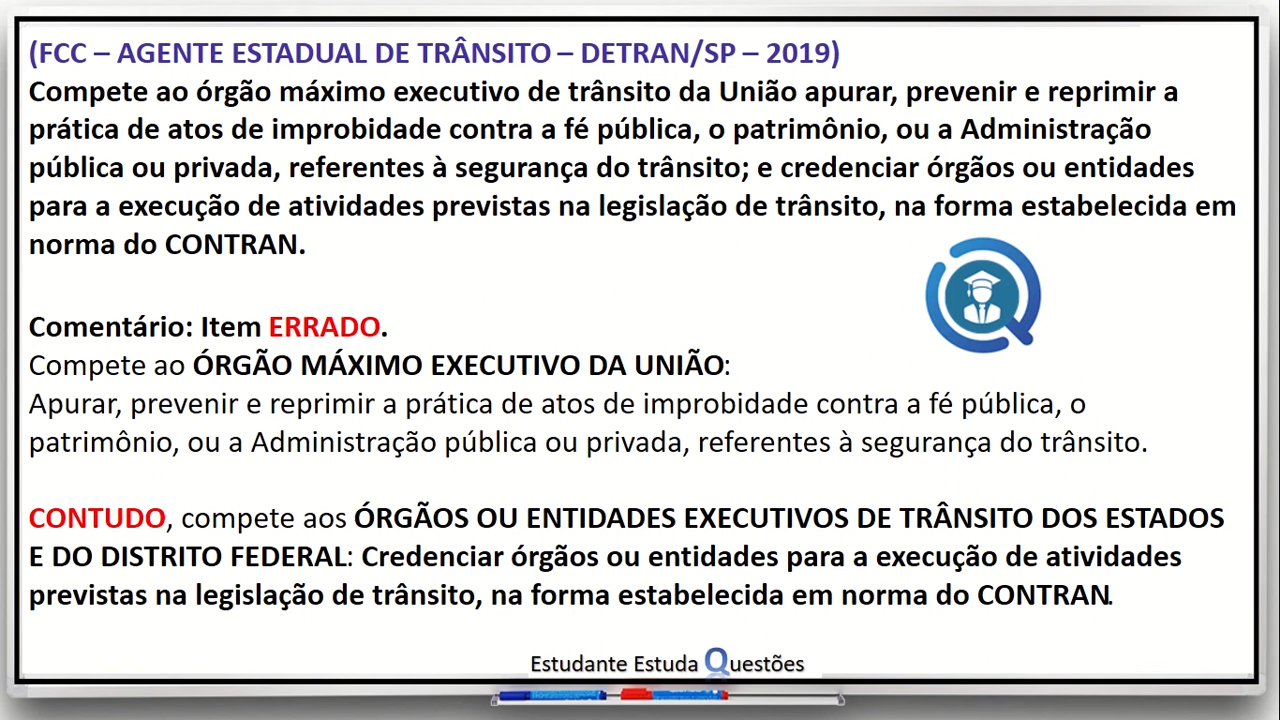 (FCC – AGENTE ESTADUAL DE TRÂNSITO – DETRAN/SP – 2019)
Compete ao órgão máximo executivo de trânsito da União apurar, prevenir e reprimir a
prática de atos de improbidade contra a fé pública, o patrimônio, ou a Administração
pública ou privada, referentes à segurança do trânsito; e credenciar órgãos ou entidades
para a execução de atividades previstas na legislação de trânsito, na forma estabelecida em
norma do CONTRAN.
Comentário: Item ERRADO.
Compete ao ÓRGÃO MÁXIMO EXECUTIVO DA UNIÃO:
Apurar, prevenir e reprimir a prática de atos de improbidade contra a fé pública, o
patrimônio, ou a Administração pública ou privada, referentes à segurança do trânsito.
CONTUDO, compete aos ÓRGÃOS OU ENTIDADES EXECUTIVOS DE TRÂNSITO DOS ESTADOS
E DO DISTRITO FEDERAL: Credenciar órgãos ou entidades para a execução de atividades
previstas na legislação de trânsito, na forma estabelecida em norma do CONTRAN.
Estudante Estuda Questões